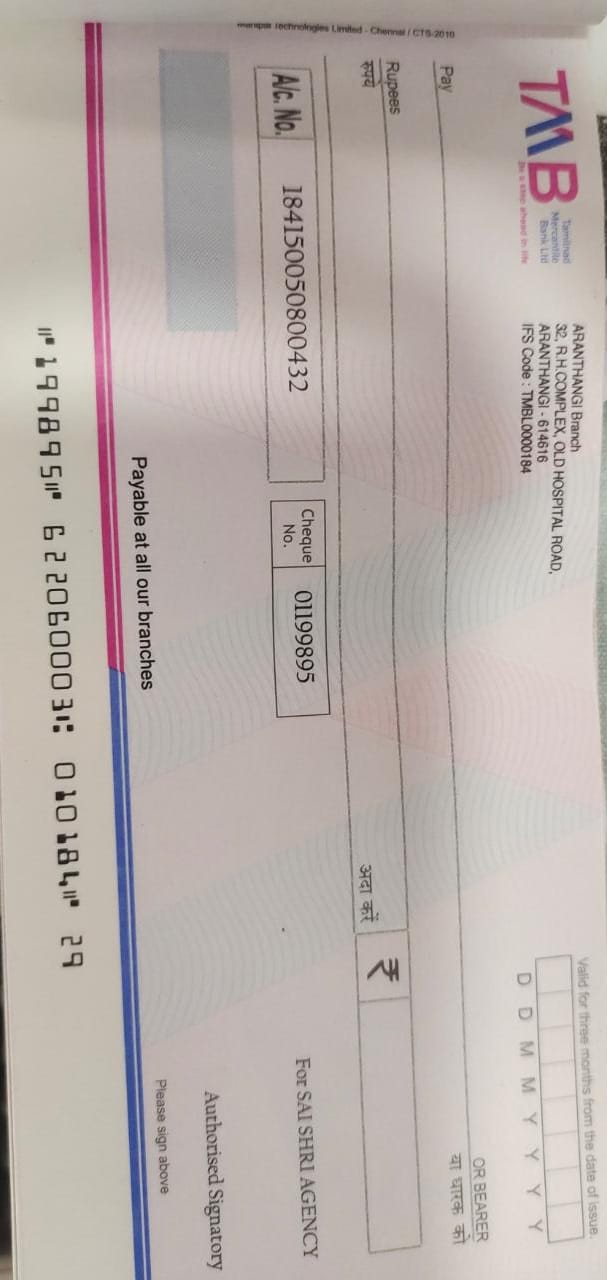 TMB
Tamilnad
Mercantile
Bank Ltd
Be a step ahead in life
ARANTHANGI Branch
32, R.H.COMPLEX, OLD HOSPITAL ROAD,
ARANTHANGI - 614616
IFS Code : TMBL0000184
Valid for three months from the date of issue.
D D M M Y Y Y Y
Pay
OR BEARER
या धारक को
Rupees
रुपये
अदा करें
₹
A/c. No.
184150050800432
Cheque
No.
01199895
For SAI SHRI AGENCY
Authorised Signatory
Please sign above
Payable at all our branches
Technologies Limited - Chennai / CTS-2010
⑈199895⑈ 622060003⑆ 010184⑈ 29